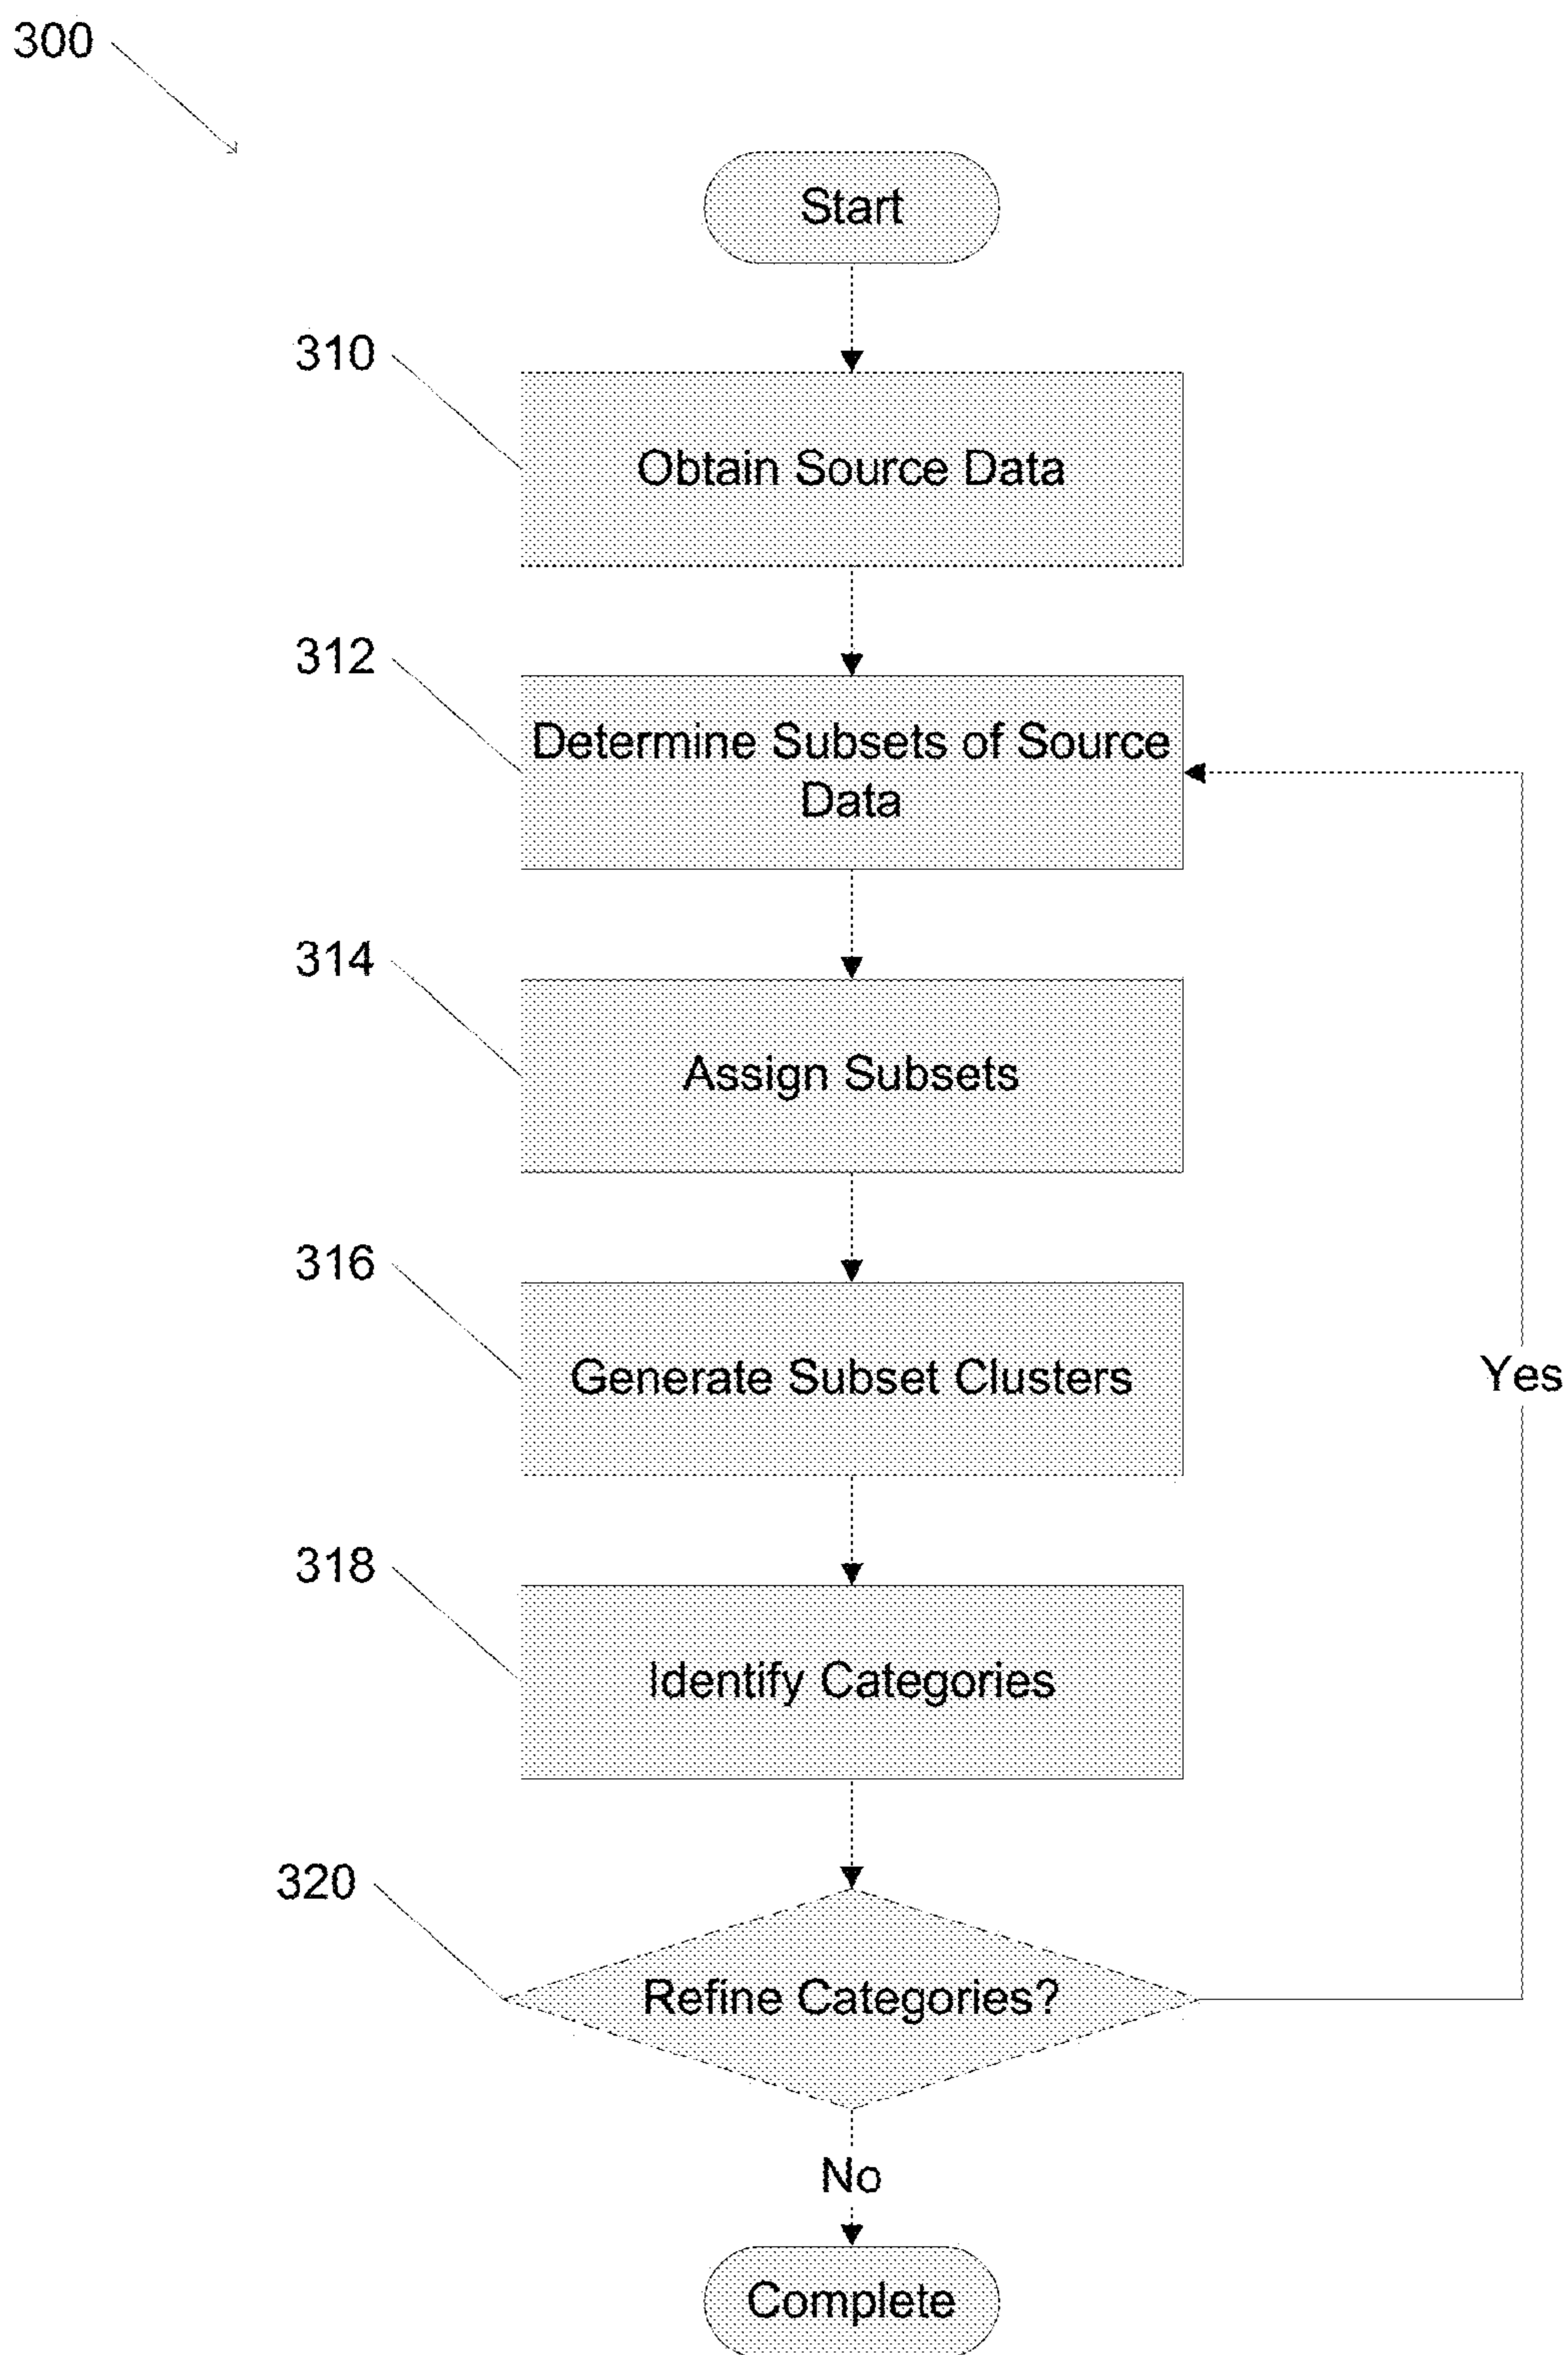 300
Start
310
Obtain Source Data
312
Determine Subsets of Source
Data
314
Assign Subsets
316
Generate Subset Clusters
Yes
318
Identify Categories
320
Refine Categories?
No
Complete